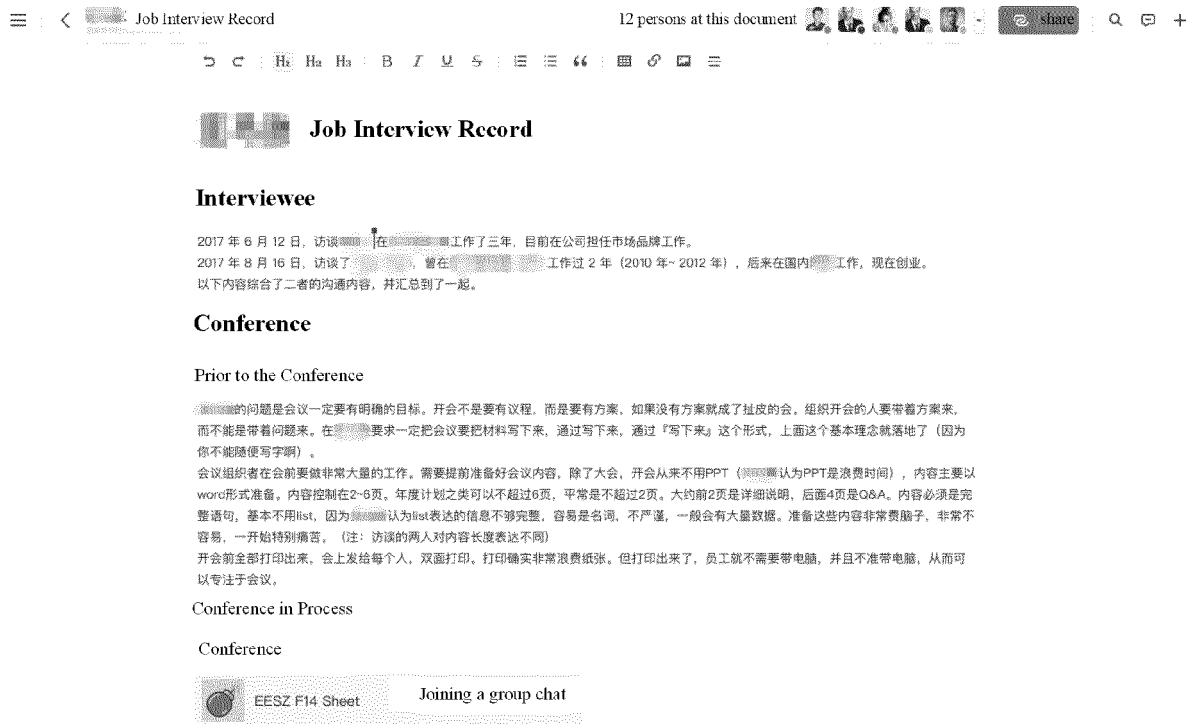 Job Interview Record
12 persons at this document
share
H₁ H₂ H₃ B I U S
Job Interview Record
Interviewee
2017 年 6 月 12 日，访谈 在 工作了三年，目前在公司担任市场品牌工作。
2017 年 8 月 16 日，访谈了 ，曾在 工作过 2 年（2010 年~ 2012 年），后来在国内 工作，现在创业。
以下内容综合了二者的沟通内容，并汇总到了一起。
Conference
Prior to the Conference
的问题是会议一定要有明确的目标。开会不是要有议程，而是要有方案，如果没有方案就成了扯皮的会。组织开会的人要带着方案来，
而不能是带着问题来。在 要求一定把会议要把材料写下来，通过写下来，通过『写下来』这个形式，上面这个基本理念就落地了（因为
你不能随便写字啊）。
会议组织者在会前要做非常大量的工作。需要提前准备好会议内容，除了大会，开会从来不用PPT（ 认为PPT是浪费时间），内容主要以
word形式准备。内容控制在2~6页。年度计划之类可以不超过6页，平常是不超过2页。大约前2页是详细说明，后面4页是Q&A。内容必须是完
整语句，基本不用list，因为 认为list表达的信息不够完整，容易是名词，不严谨，一般会有大量数据。准备这些内容非常费脑子，非常不
容易，一开始特别痛苦。（注：访谈的两人对内容长度表达不同）
开会前全部打印出来，会上发给每个人，双面打印。打印确实非常浪费纸张。但打印出来了，员工就不需要带电脑，并且不准带电脑，从而可
以专注于会议。
Conference in Process
Conference
EESZ F14 Sheet
Joining a group chat